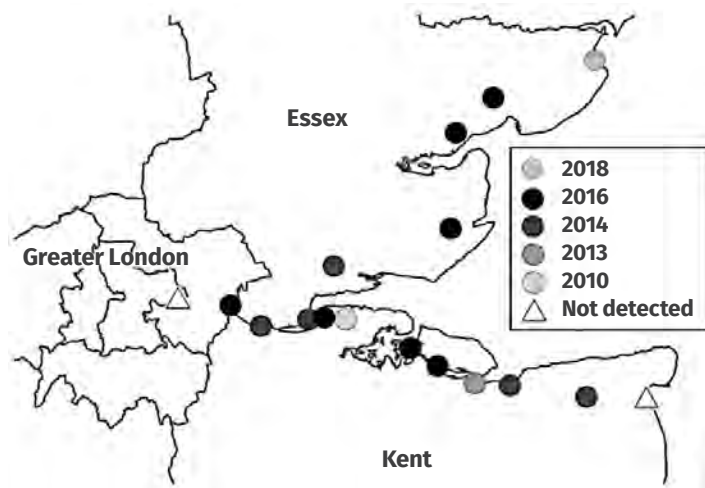 Essex
2018
2016
2014
2013
2010
Not detected
Greater London
Kent